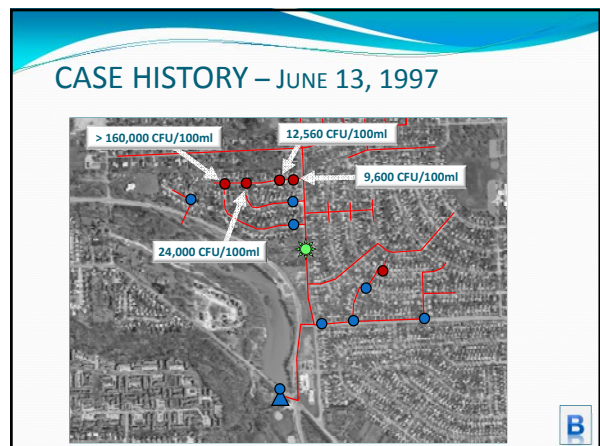 CASE HISTORY – JUNE 13, 1997
> 160,000 CFU/100ml
12,560 CFU/100ml
9,600 CFU/100ml
24,000 CFU/100ml
B